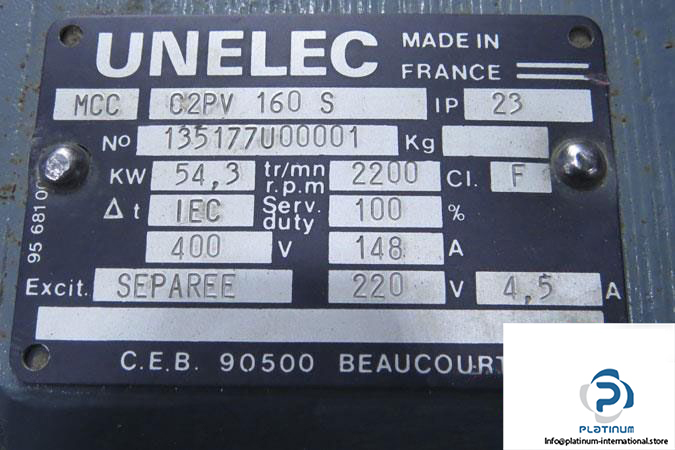 UNELEC MADE IN FRANCE
MCC C2PV 160 S IP 23
No 135177U00001 Kg
KW 54,3 tr/mn r.p.m 2200 Cl. F
Δ t IEC Serv. duty 100 %
400 V 148 A
Excit. SEPAREE 220 V 4,5 A
C.E.B. 90500 BEAUCOURT
95 681 00
PLATINUM
info@platinum-international.store